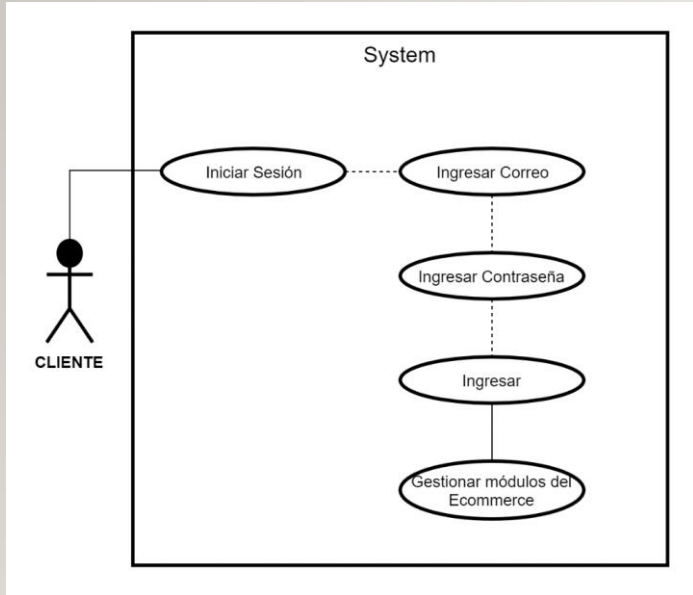 System
Iniciar Sesión
Ingresar Correo
Ingresar Contraseña
CLIENTE
Ingresar
Gestionar módulos del
Ecommerce